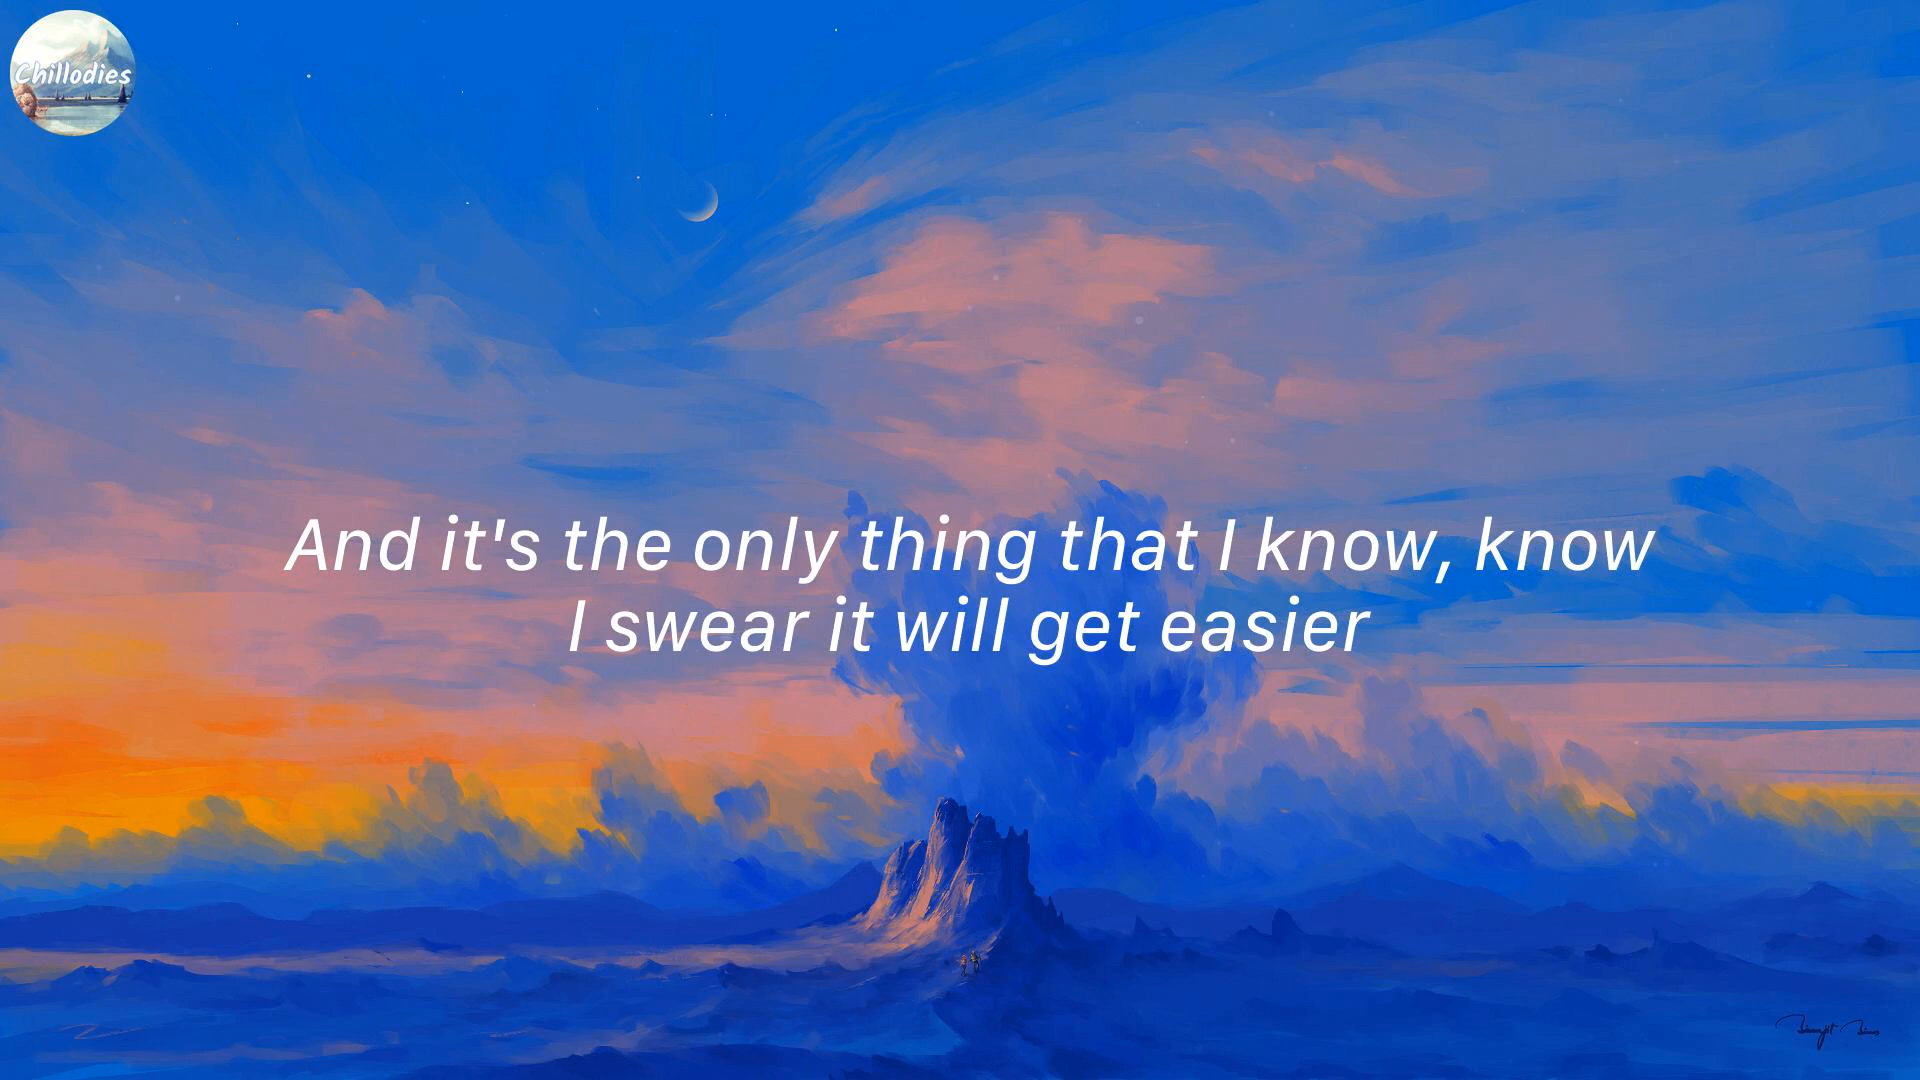 Chillodies
And it's the only thing that I know, know
I swear it will get easier